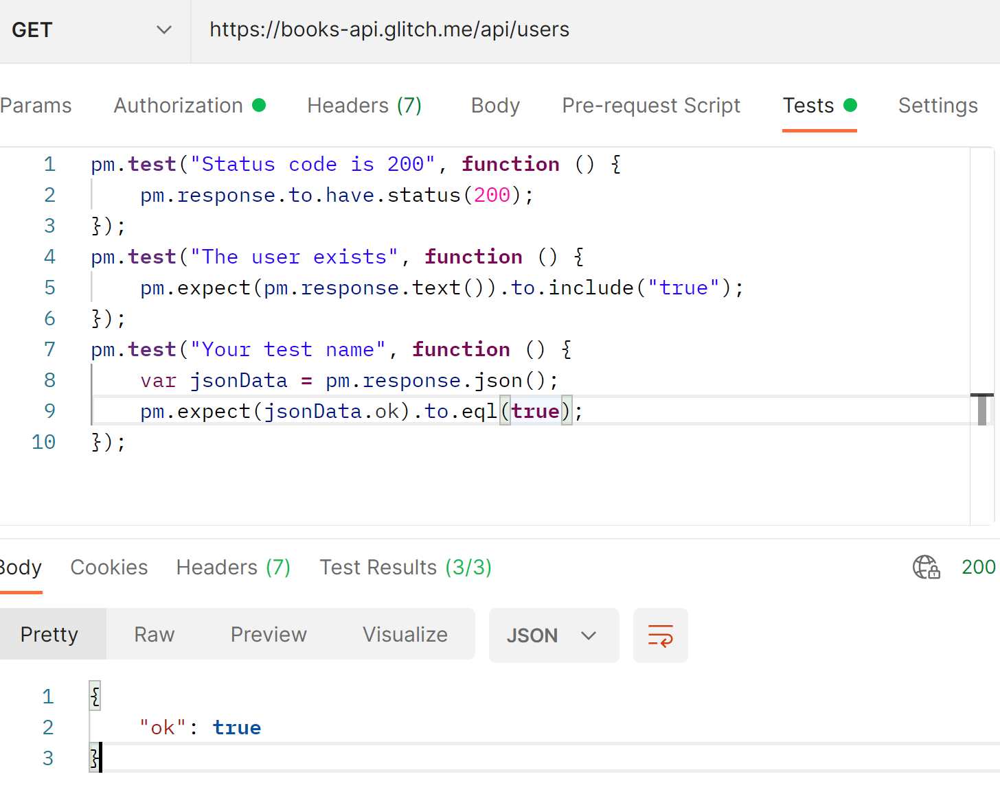 GET https://books-api.glitch.me/api/users
Params Authorization Headers (7) Body Pre-request Script Tests Settings
1 pm.test("Status code is 200", function () {
2 pm.response.to.have.status(200);
3 });
4 pm.test("The user exists", function () {
5 pm.expect(pm.response.text()).to.include("true");
6 });
7 pm.test("Your test name", function () {
8 var jsonData = pm.response.json();
9 pm.expect(jsonData.ok).to.eql(true);
10 });
Body Cookies Headers (7) Test Results (3/3) 200
Pretty Raw Preview Visualize JSON
1 {
2 "ok": true
3 }